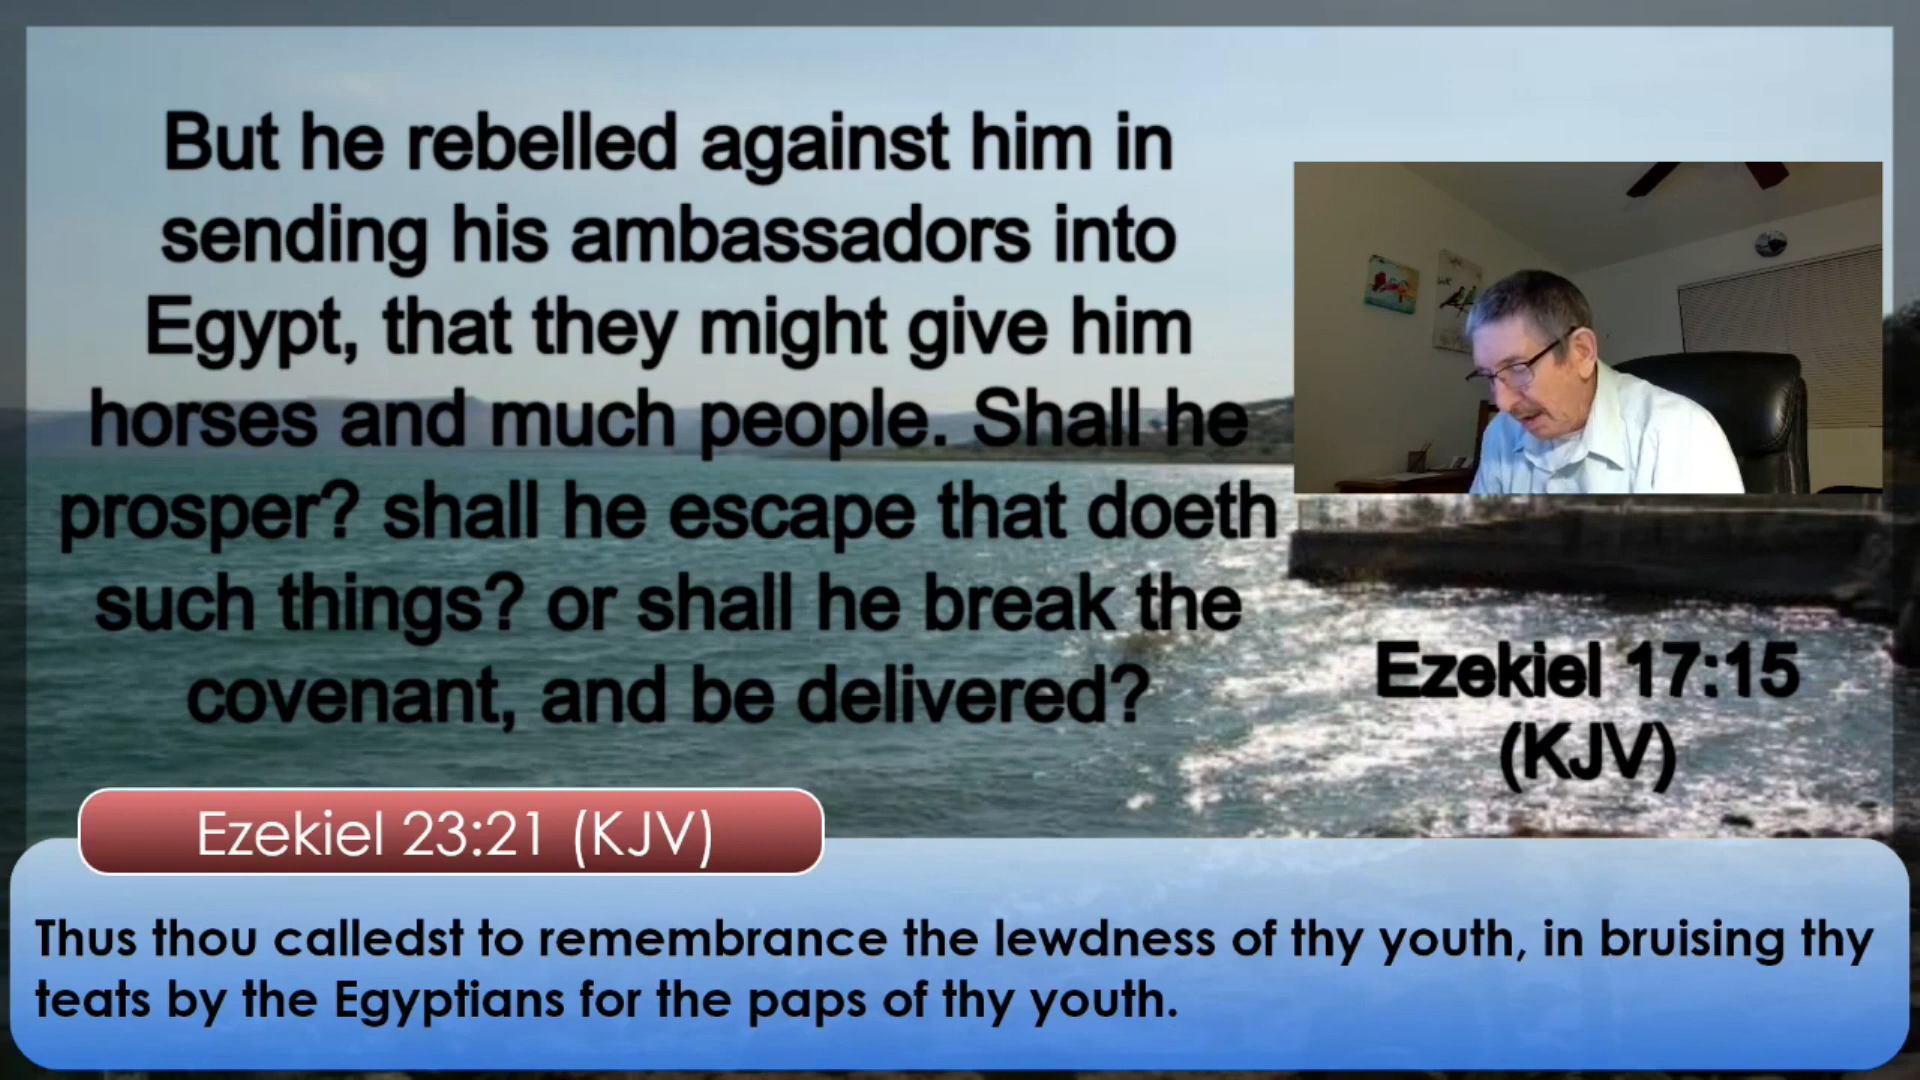 But he rebelled against him in
sending his ambassadors into
Egypt, that they might give him
horses and much people. Shall he
prosper? shall he escape that doeth
such things? or shall he break the
covenant, and be delivered?
Ezekiel 17:15
(KJV)
Ezekiel 23:21 (KJV)
Thus thou calledst to remembrance the lewdness of thy youth, in bruising thy
teats by the Egyptians for the paps of thy youth.